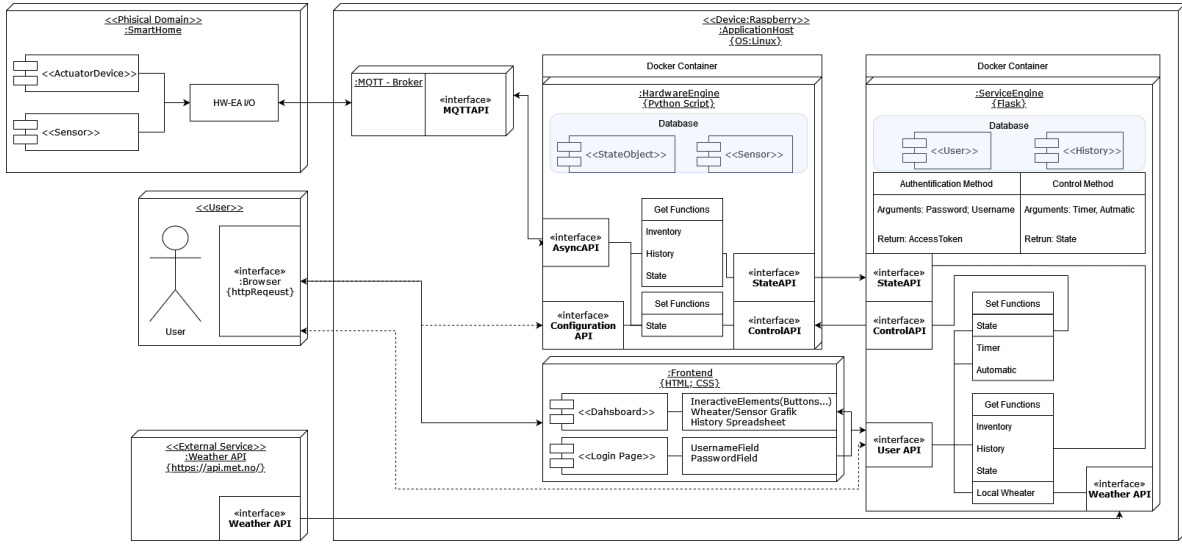 <<Phisical Domain>>
:SmartHome
<<ActuatorDevice>>
<<Sensor>>
HW-EA I/O
<<Device:Raspberry>>
:ApplicationHost
{OS:Linux}
:MQTT - Broker
«interface»
MQTTAPI
Docker Container
:HardwareEngine
{Python Script}
Database
<<StateObject>>
<<Sensor>>
Get Functions
Inventory
History
State
«interface»
AsyncAPI
«interface»
StateAPI
Set Functions
State
«interface»
Configuration
API
«interface»
ControlAPI
Docker Container
:ServiceEngine
{Flask}
Database
<<User>>
<<History>>
Authentification Method
Control Method
Arguments: Password; Username
Arguments: Timer, Autmatic
Return: AccessToken
Retrun: State
«interface»
StateAPI
«interface»
ControlAPI
Set Functions
State
Timer
Automatic
Get Functions
Inventory
History
State
Local Wheater
«interface»
User API
«interface»
Weather API
<<User>>
User
«interface»
:Browser
{httpReqeust}
:Frontend
{HTML; CSS}
<<Dahsboard>>
IneractiveElements(Buttons...)
Wheater/Sensor Grafik
History Spreadsheet
<<Login Page>>
UsernameField
PasswordField
<<External Service>>
:Weather API
{https://api.met.no/}
«interface»
Weather API